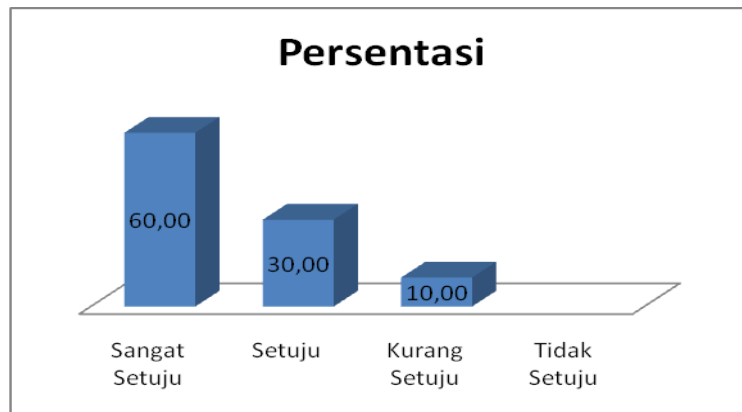 Persentasi
60,00
30,00
10,00
Sangat
Setuju
Setuju
Kurang
Setuju
Tidak
Setuju